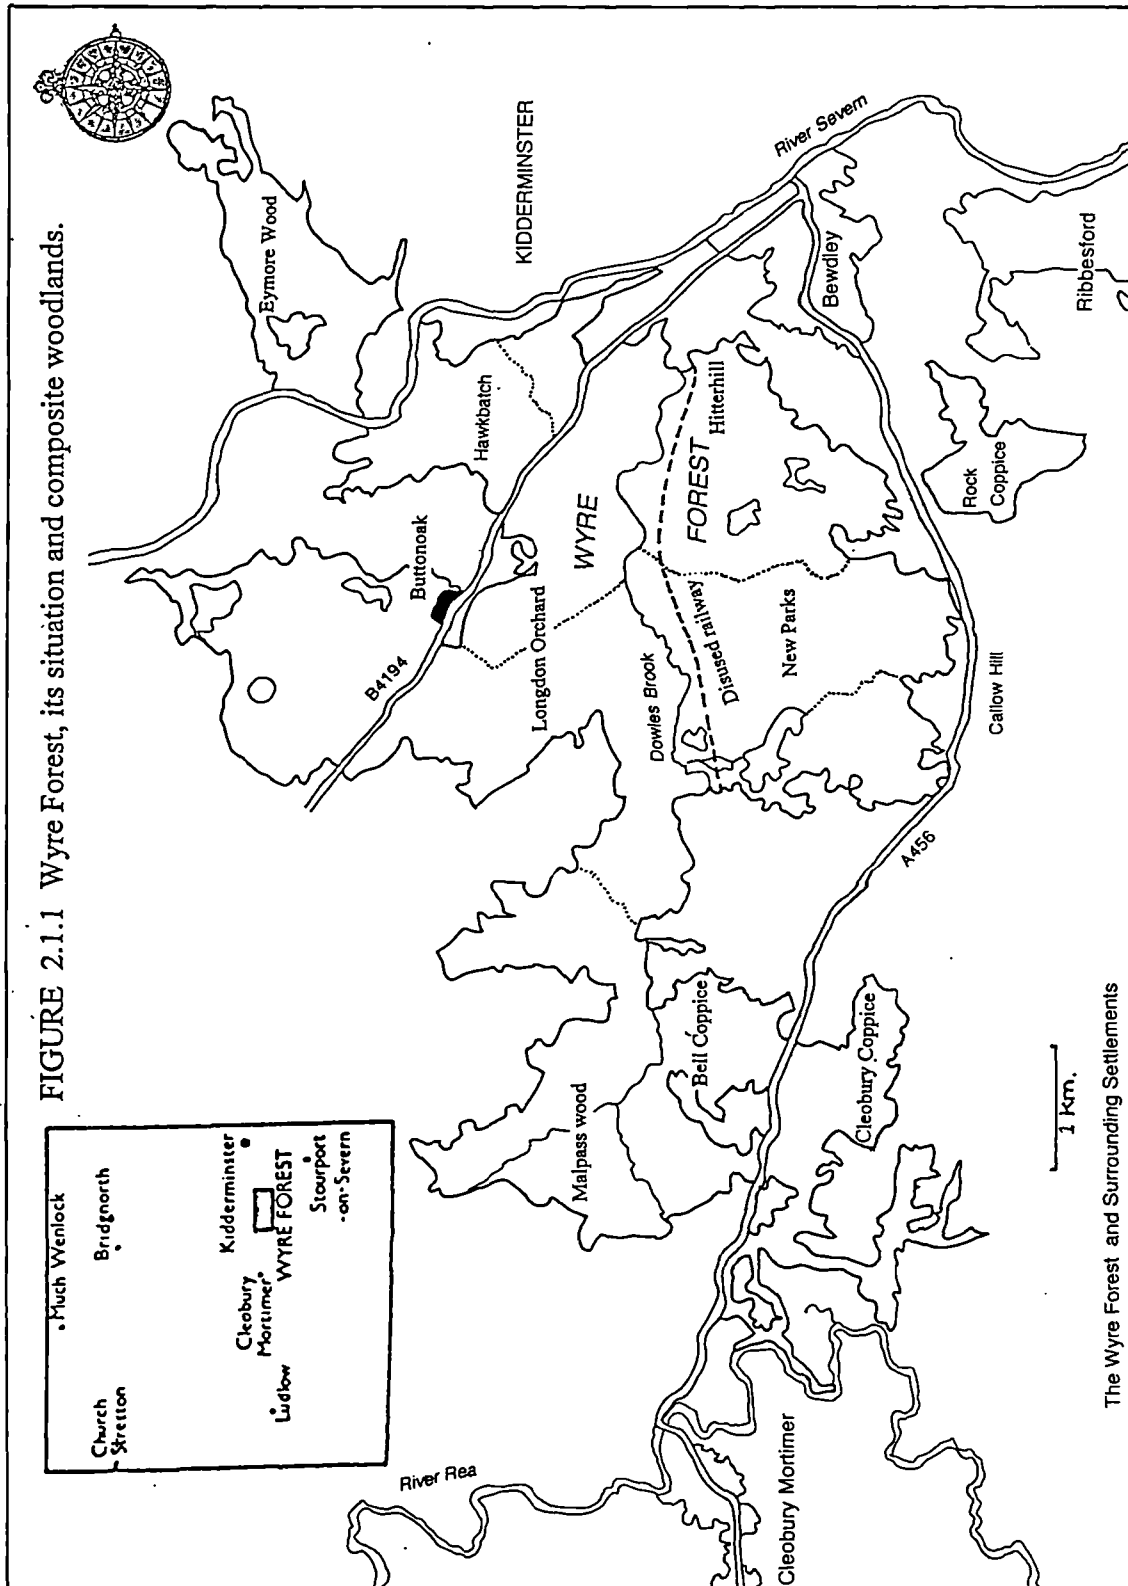 FIGURE 2.1.1 Wyre Forest, its situation and composite woodlands.
Much Wenlock
Church
Stretton
Bridgnorth
Kidderminster
Cleobury
Mortimer
WYRE FOREST
Ludlow
Stourport
-on-Severn
Eymore Wood
KIDDERMINSTER
River Severn
Hawkbatch
Buttonoak
B4194
Longdon Orchard
WYRE
FOREST
Hitterhill
Bewdley
Ribbesford
Dowles Brook
Disused railway
New Parks
Rock
Coppice
Callow Hill
A456
Malpass wood
Bell Coppice
Cleobury Coppice
River Rea
Cleobury Mortimer
1 km.
The Wyre Forest and Surrounding Settlements